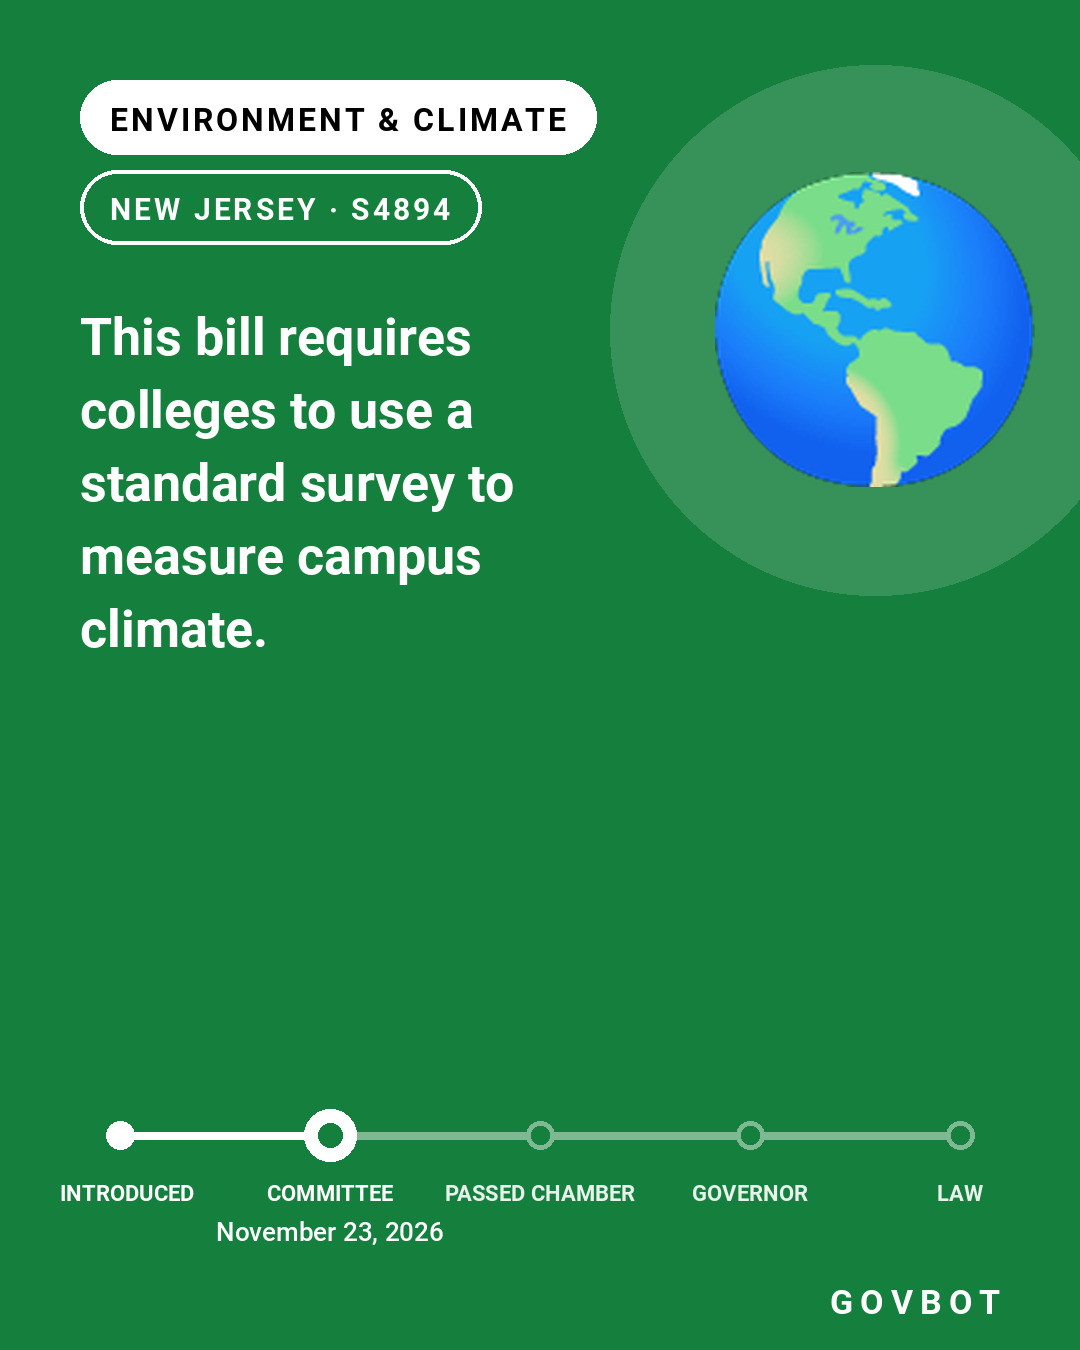 ENVIRONMENT & CLIMATE
NEW JERSEY · S4894
This bill requires
colleges to use a
standard survey to
measure campus
climate.
INTRODUCED
COMMITTEE
PASSED CHAMBER
GOVERNOR
LAW
November 23, 2026
GOVBOT